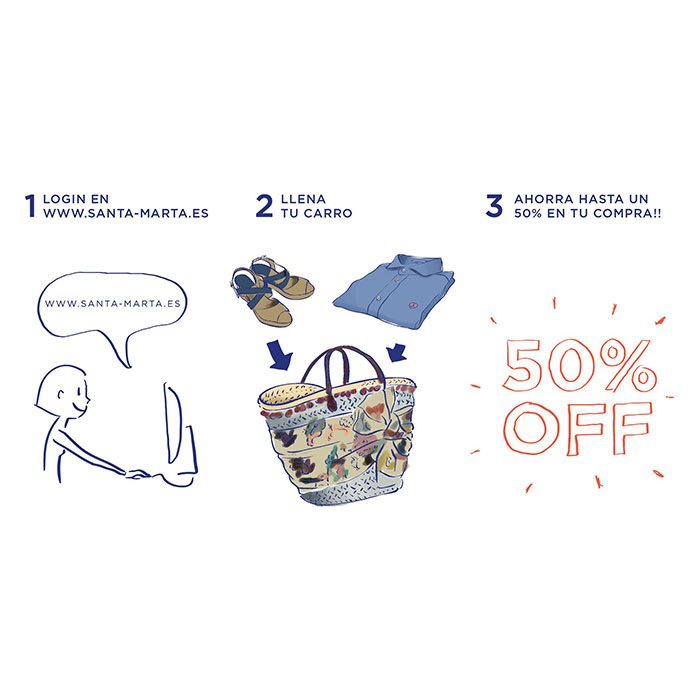 1 LOGIN EN
WWW.SANTA-MARTA.ES
2 LLENA
TU CARRO
3 AHORRA HASTA UN
50% EN TU COMPRA!!
WWW.SANTA-MARTA.ES
50%
OFF